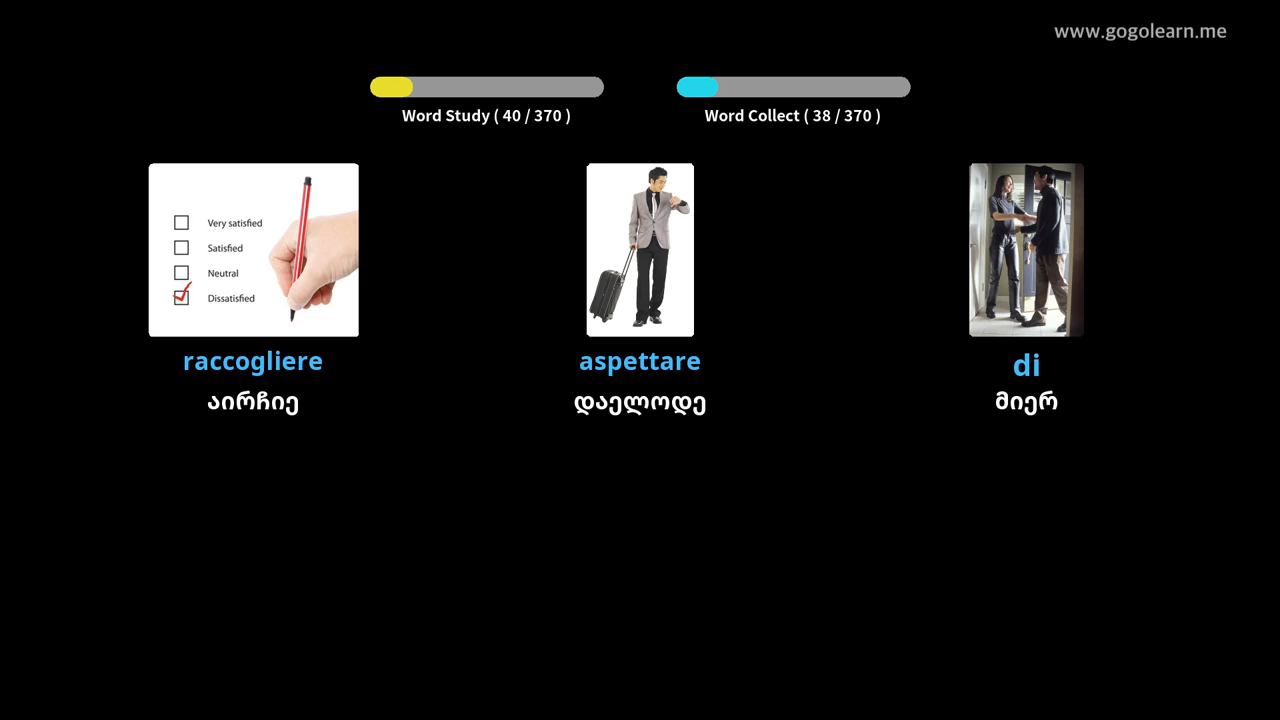 www.gogolearn.me
Word Study ( 40 / 370 )
Word Collect ( 38 / 370 )
Very satisfied
Satisfied
Neutral
Dissatisfied
raccogliere
aspettare
di
აირჩიე
დაელოდე
მიერ